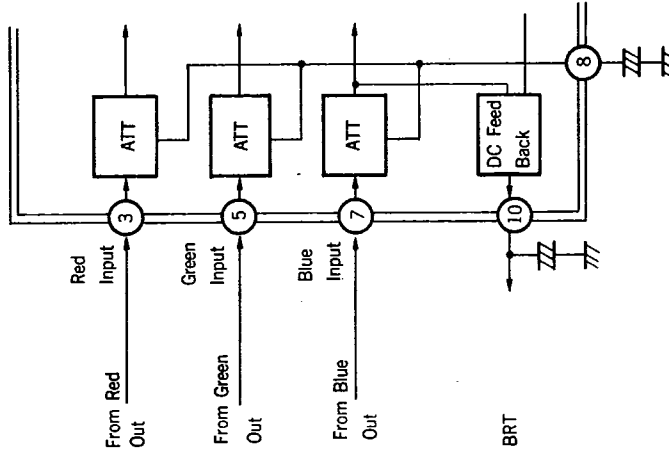 From Red
Out
Red
Input
3
ATT
From Green
Out
Green
Input
5
ATT
From Blue
Out
Blue
Input
7
ATT
BRT
10
DC Feed
Back
8